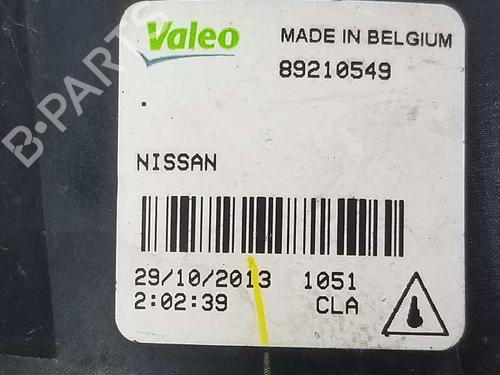 Valeo
MADE IN BELGIUM
89210549
NISSAN
29/10/2013 1051
2:02:39 CLA
B-PARTS